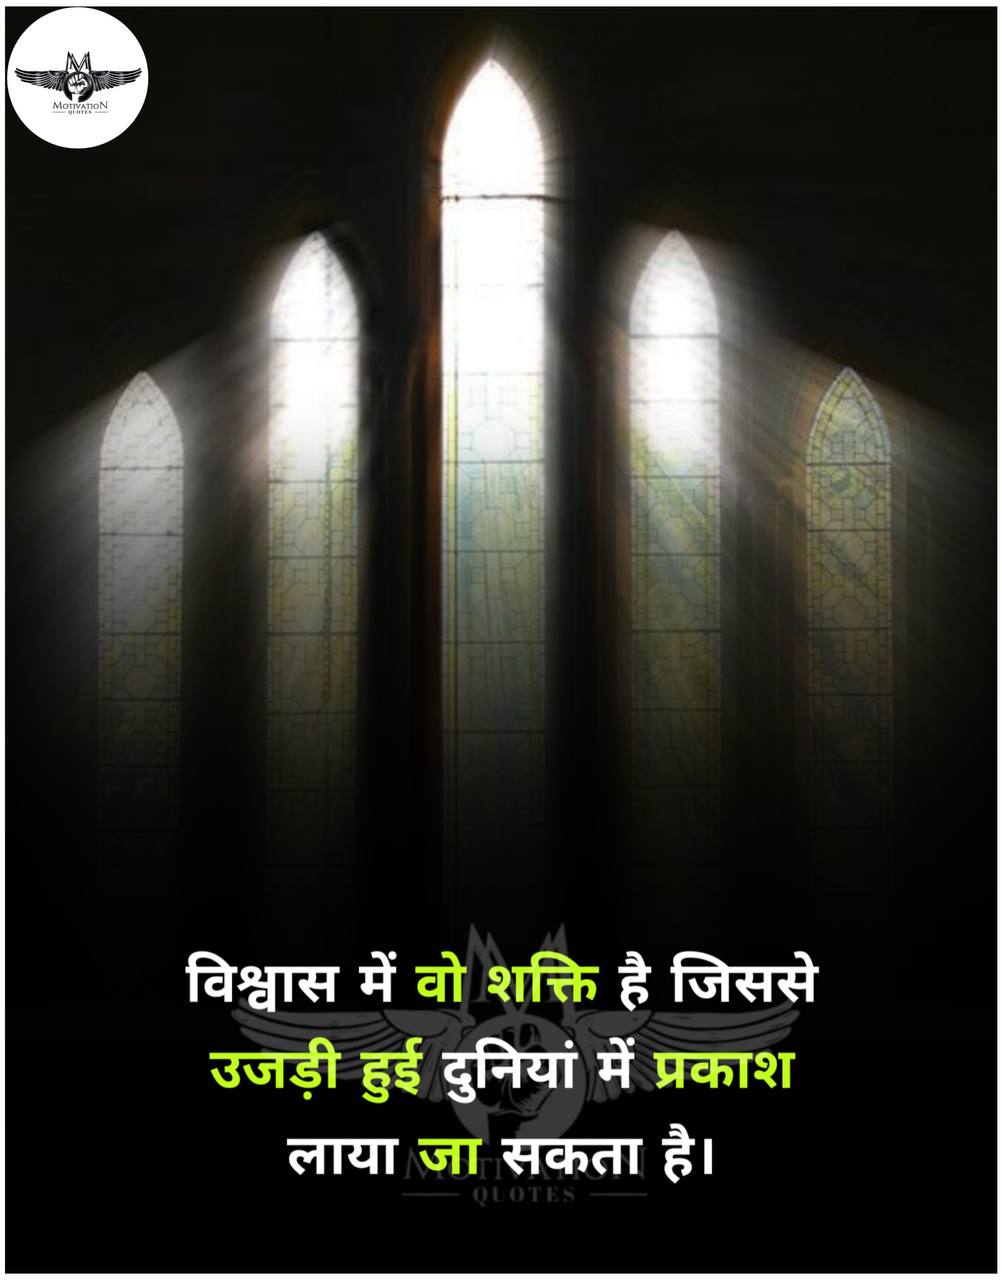 MOTIVATION
QUOTES
विश्वास में वो शक्ति है जिससे
उजड़ी हुई दुनियां में प्रकाश
लाया जा सकता है।
MOTIVATION
QUOTES